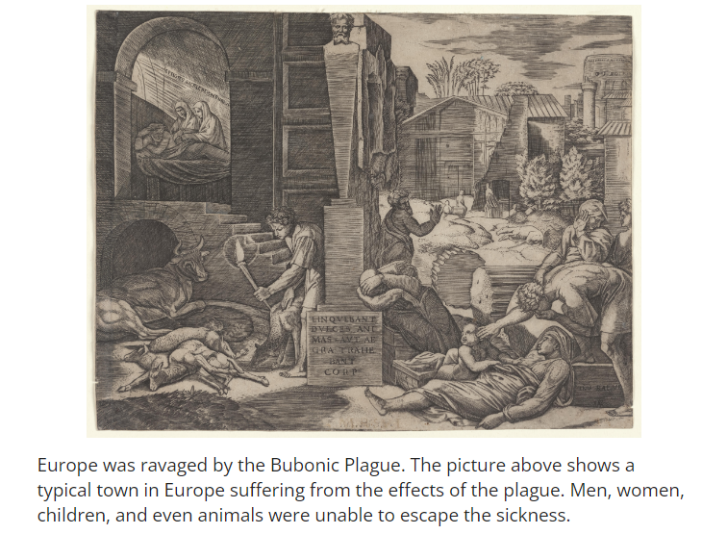 LINQVEBANT
DVLCES ANI
MAS AVT AE
GRA TRAHE
BANT
CORP
Europe was ravaged by the Bubonic Plague. The picture above shows a
typical town in Europe suffering from the effects of the plague. Men, women,
children, and even animals were unable to escape the sickness.